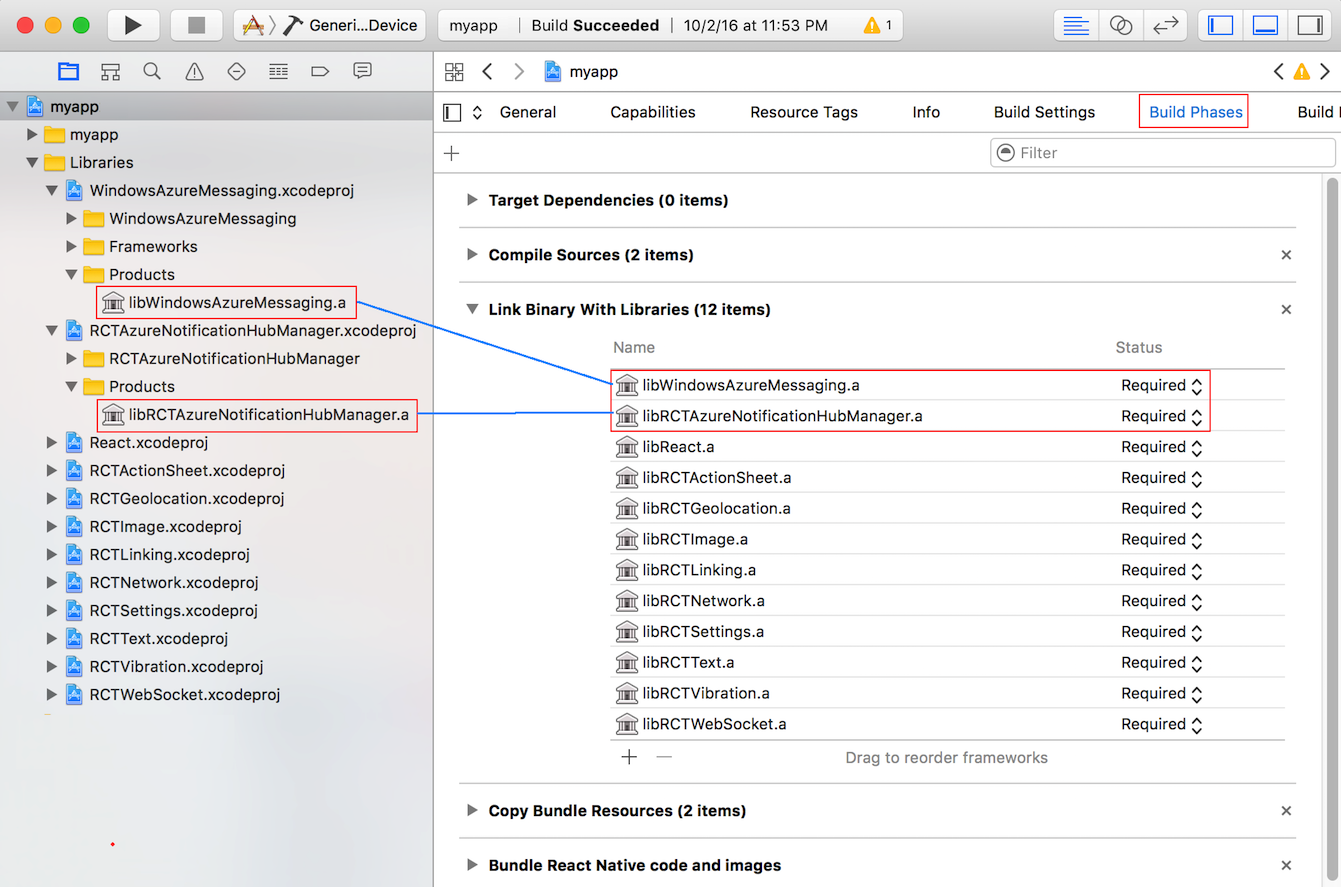 Generi...Device
myapp
Build Succeeded
10/2/16 at 11:53 PM
1
myapp
myapp
myapp
Libraries
WindowsAzureMessaging.xcodeproj
WindowsAzureMessaging
Frameworks
Products
libWindowsAzureMessaging.a
RCTAzureNotificationHubManager.xcodeproj
RCTAzureNotificationHubManager
Products
libRCTAzureNotificationHubManager.a
React.xcodeproj
RCTActionSheet.xcodeproj
RCTGeolocation.xcodeproj
RCTImage.xcodeproj
RCTLinking.xcodeproj
RCTNetwork.xcodeproj
RCTSettings.xcodeproj
RCTText.xcodeproj
RCTVibration.xcodeproj
RCTWebSocket.xcodeproj
General Capabilities Resource Tags Info Build Settings Build Phases Build
Filter
Target Dependencies (0 items)
Compile Sources (2 items)
Link Binary With Libraries (12 items)
Name Status
libWindowsAzureMessaging.a Required
libRCTAzureNotificationHubManager.a Required
libReact.a Required
libRCTActionSheet.a Required
libRCTGeolocation.a Required
libRCTImage.a Required
libRCTLinking.a Required
libRCTNetwork.a Required
libRCTSettings.a Required
libRCTText.a Required
libRCTVibration.a Required
libRCTWebSocket.a Required
Drag to reorder frameworks
Copy Bundle Resources (2 items)
Bundle React Native code and images